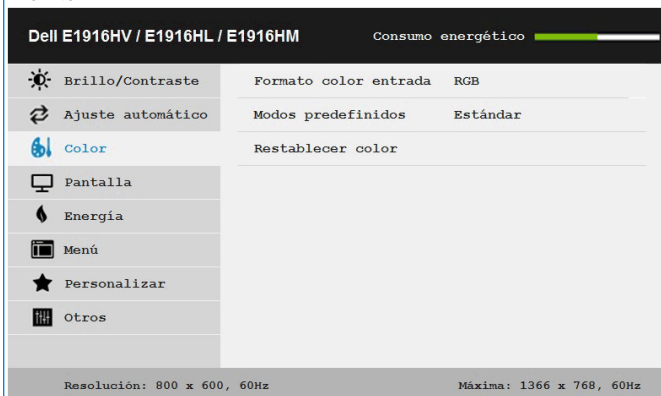 Dell E1916HV / E1916HL / E1916HM Consumo energético
Brillo/Contraste Formato color entrada RGB
Ajuste automático Modos predefinidos Estándar
Color Restablecer color
Pantalla
Energía
Menú
Personalizar
Otros
Resolución: 800 x 600, 60Hz Máxima: 1366 x 768, 60Hz